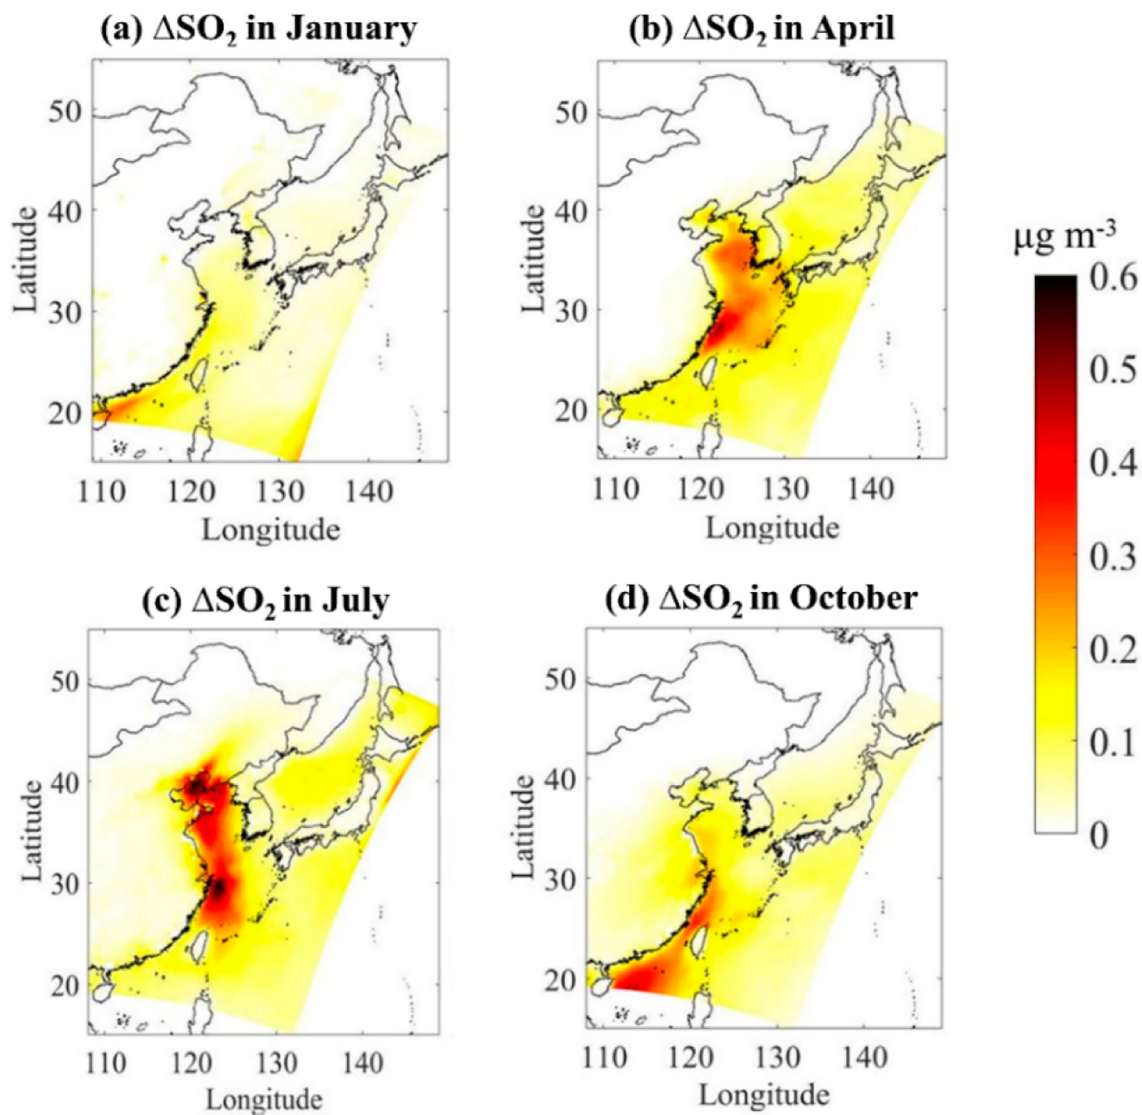 (a) ΔSO₂ in January
(b) ΔSO₂ in April
50
40
30
20
Latitude
110 120 130 140
Longitude
50
40
30
20
Latitude
110 120 130 140
Longitude
μg m⁻³
0.6
0.5
0.4
0.3
0.2
0.1
0
(c) ΔSO₂ in July
(d) ΔSO₂ in October
50
40
30
20
Latitude
110 120 130 140
Longitude
50
40
30
20
Latitude
110 120 130 140
Longitude